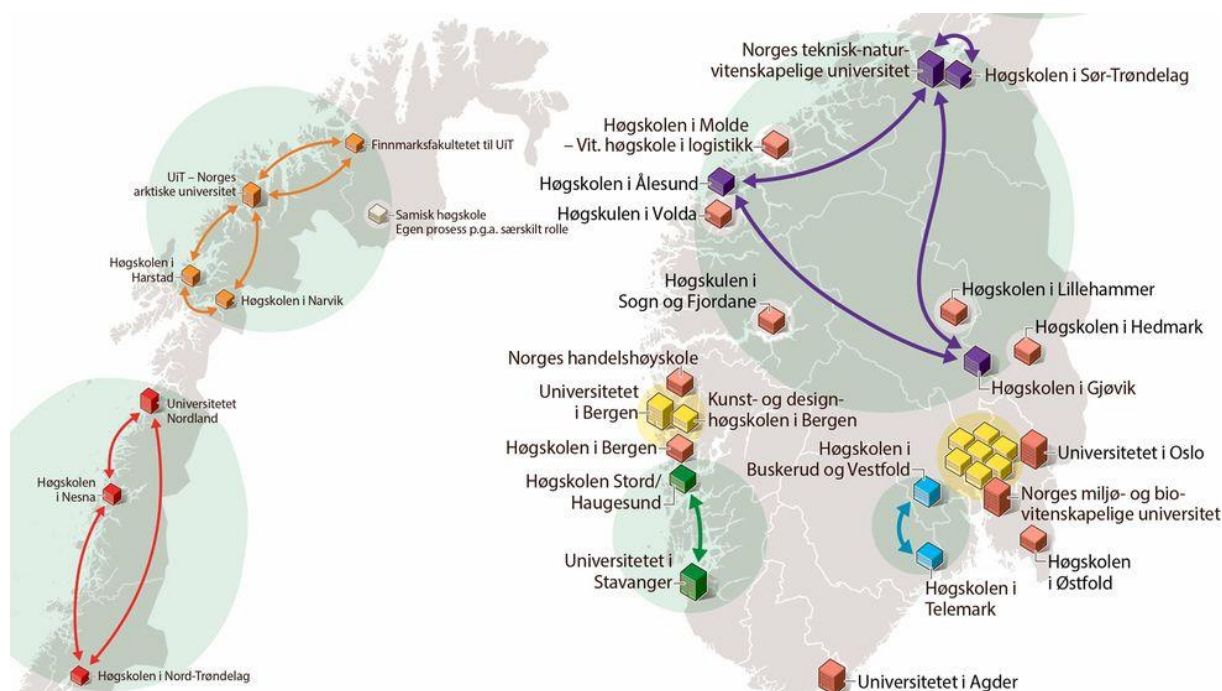 Finnmarksfakultetet til UiT
UiT – Norges
arktiske universitet
Samisk høgskole
Egen prosess p.g.a. særskilt rolle
Høgskolen i
Harstad
Høgskolen i Narvik
Universitetet
Nordland
Høgskolen
i Nesna
Høgskolen i Nord-Trøndelag
Norges teknisk-natur-
vitenskapelige universitet
Høgskolen i Sør-Trøndelag
Høgskolen i Molde
– Vit. høgskole i logistikk
Høgskolen i Ålesund
Høgskulen i Volda
Høgskulen i
Sogn og Fjordane
Høgskolen i Lillehammer
Høgskolen i Hedmark
Høgskolen i Gjøvik
Norges handelshøyskole
Universitetet
i Bergen
Kunst- og design-
høgskolen i Bergen
Høgskolen i Bergen
Høgskolen i
Buskerud og Vestfold
Universitetet i Oslo
Høgskolen Stord/
Haugesund
Norges miljø- og bio-
vitenskapelige universitet
Universitetet i
Stavanger
Høgskolen i
Telemark
Høgskolen
i Østfold
Universitetet i Agder